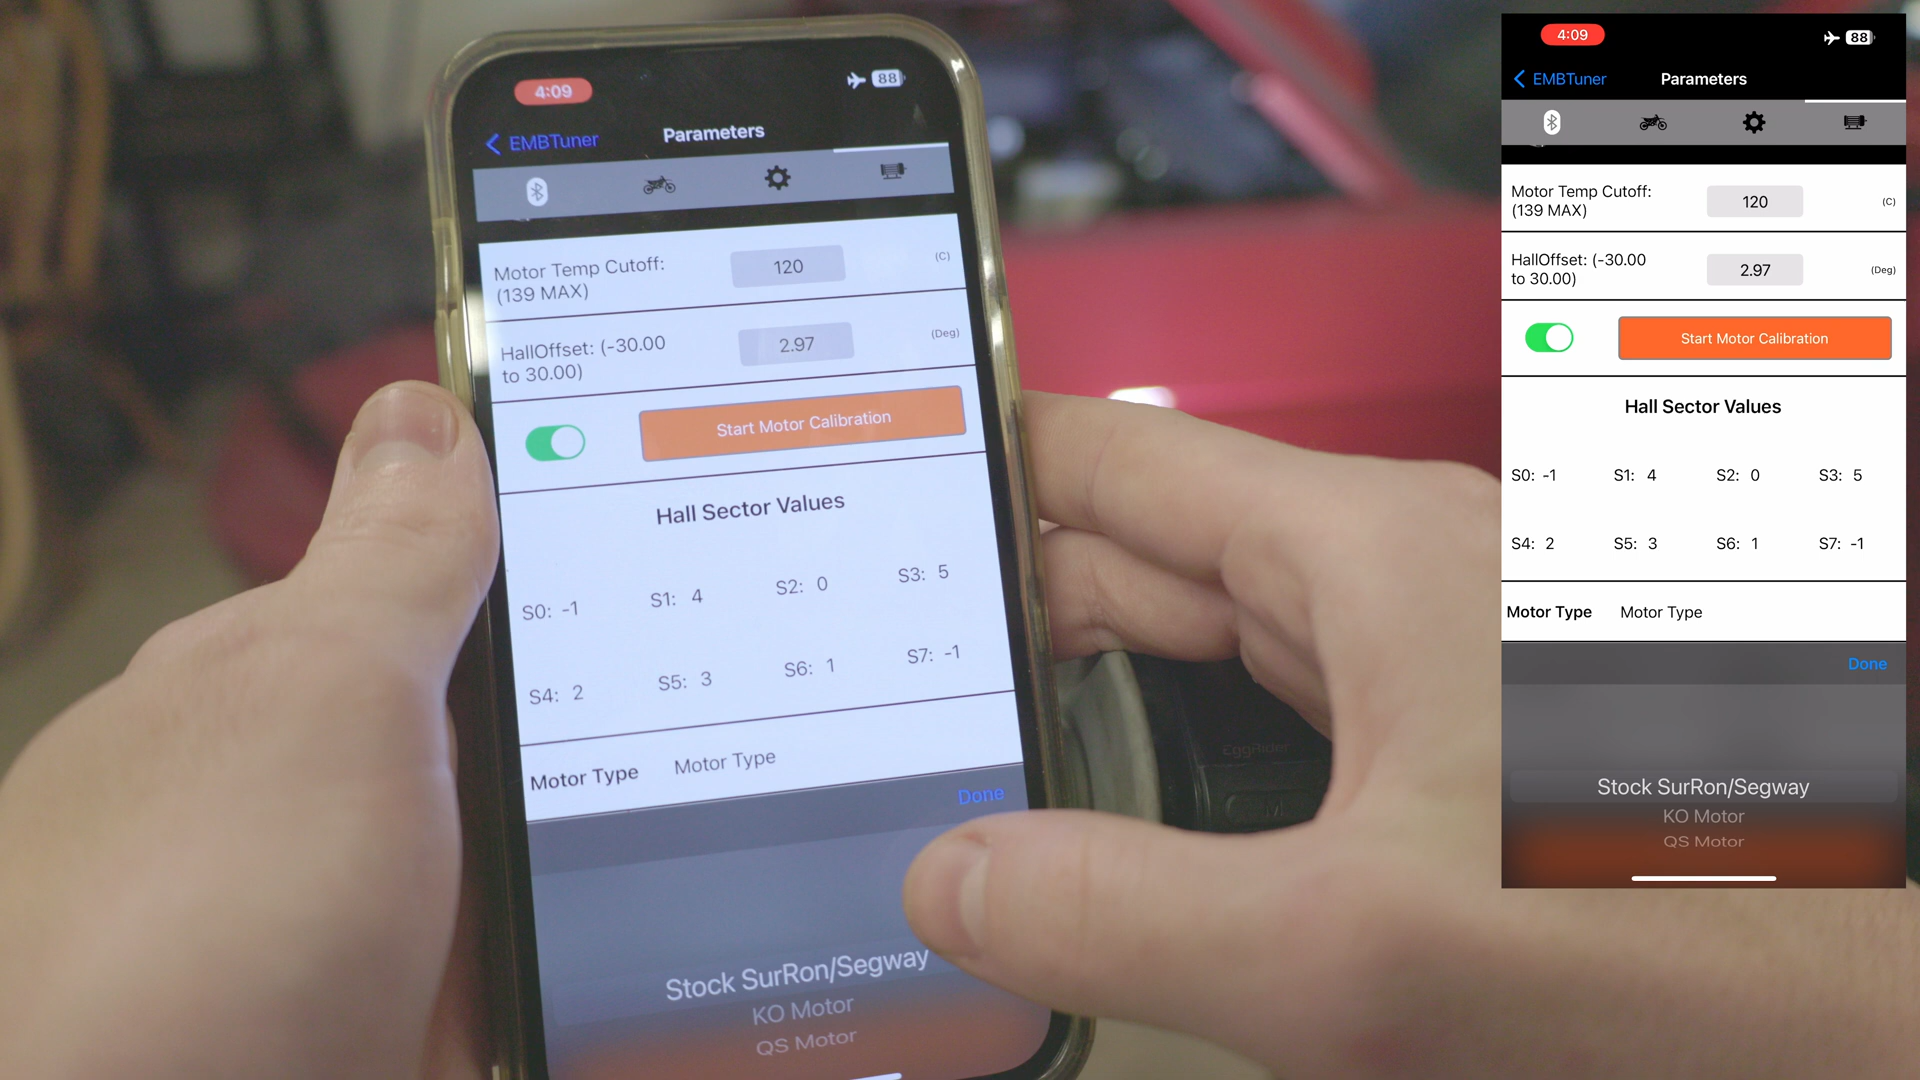 4:09
88
EMBTuner
Parameters
Motor Temp Cutoff:
(139 MAX)
120
(C)
HallOffset: (-30.00
to 30.00)
2.97
(Deg)
Start Motor Calibration
Hall Sector Values
S0: -1 S1: 4 S2: 0 S3: 5
S4: 2 S5: 3 S6: 1 S7: -1
Motor Type Motor Type
Done
Stock SurRon/Segway
KO Motor
QS Motor
EggRider
M
4:09
88
EMBTuner
Parameters
Motor Temp Cutoff:
(139 MAX)
120
(C)
HallOffset: (-30.00
to 30.00)
2.97
(Deg)
Start Motor Calibration
Hall Sector Values
S0: -1 S1: 4 S2: 0 S3: 5
S4: 2 S5: 3 S6: 1 S7: -1
Motor Type Motor Type
Done
Stock SurRon/Segway
KO Motor
QS Motor